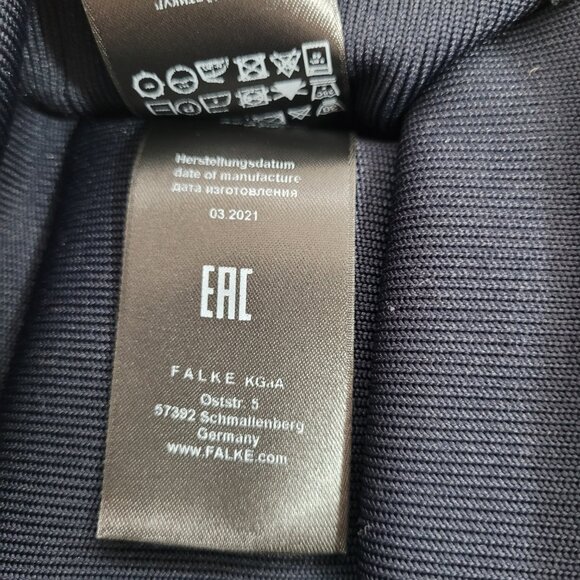 Herstellungsdatum
date of manufacture
дата изготовления
03.2021
EAC
FALKE KGaA
Oststr. 5
57392 Schmallenberg
Germany
www.FALKE.com